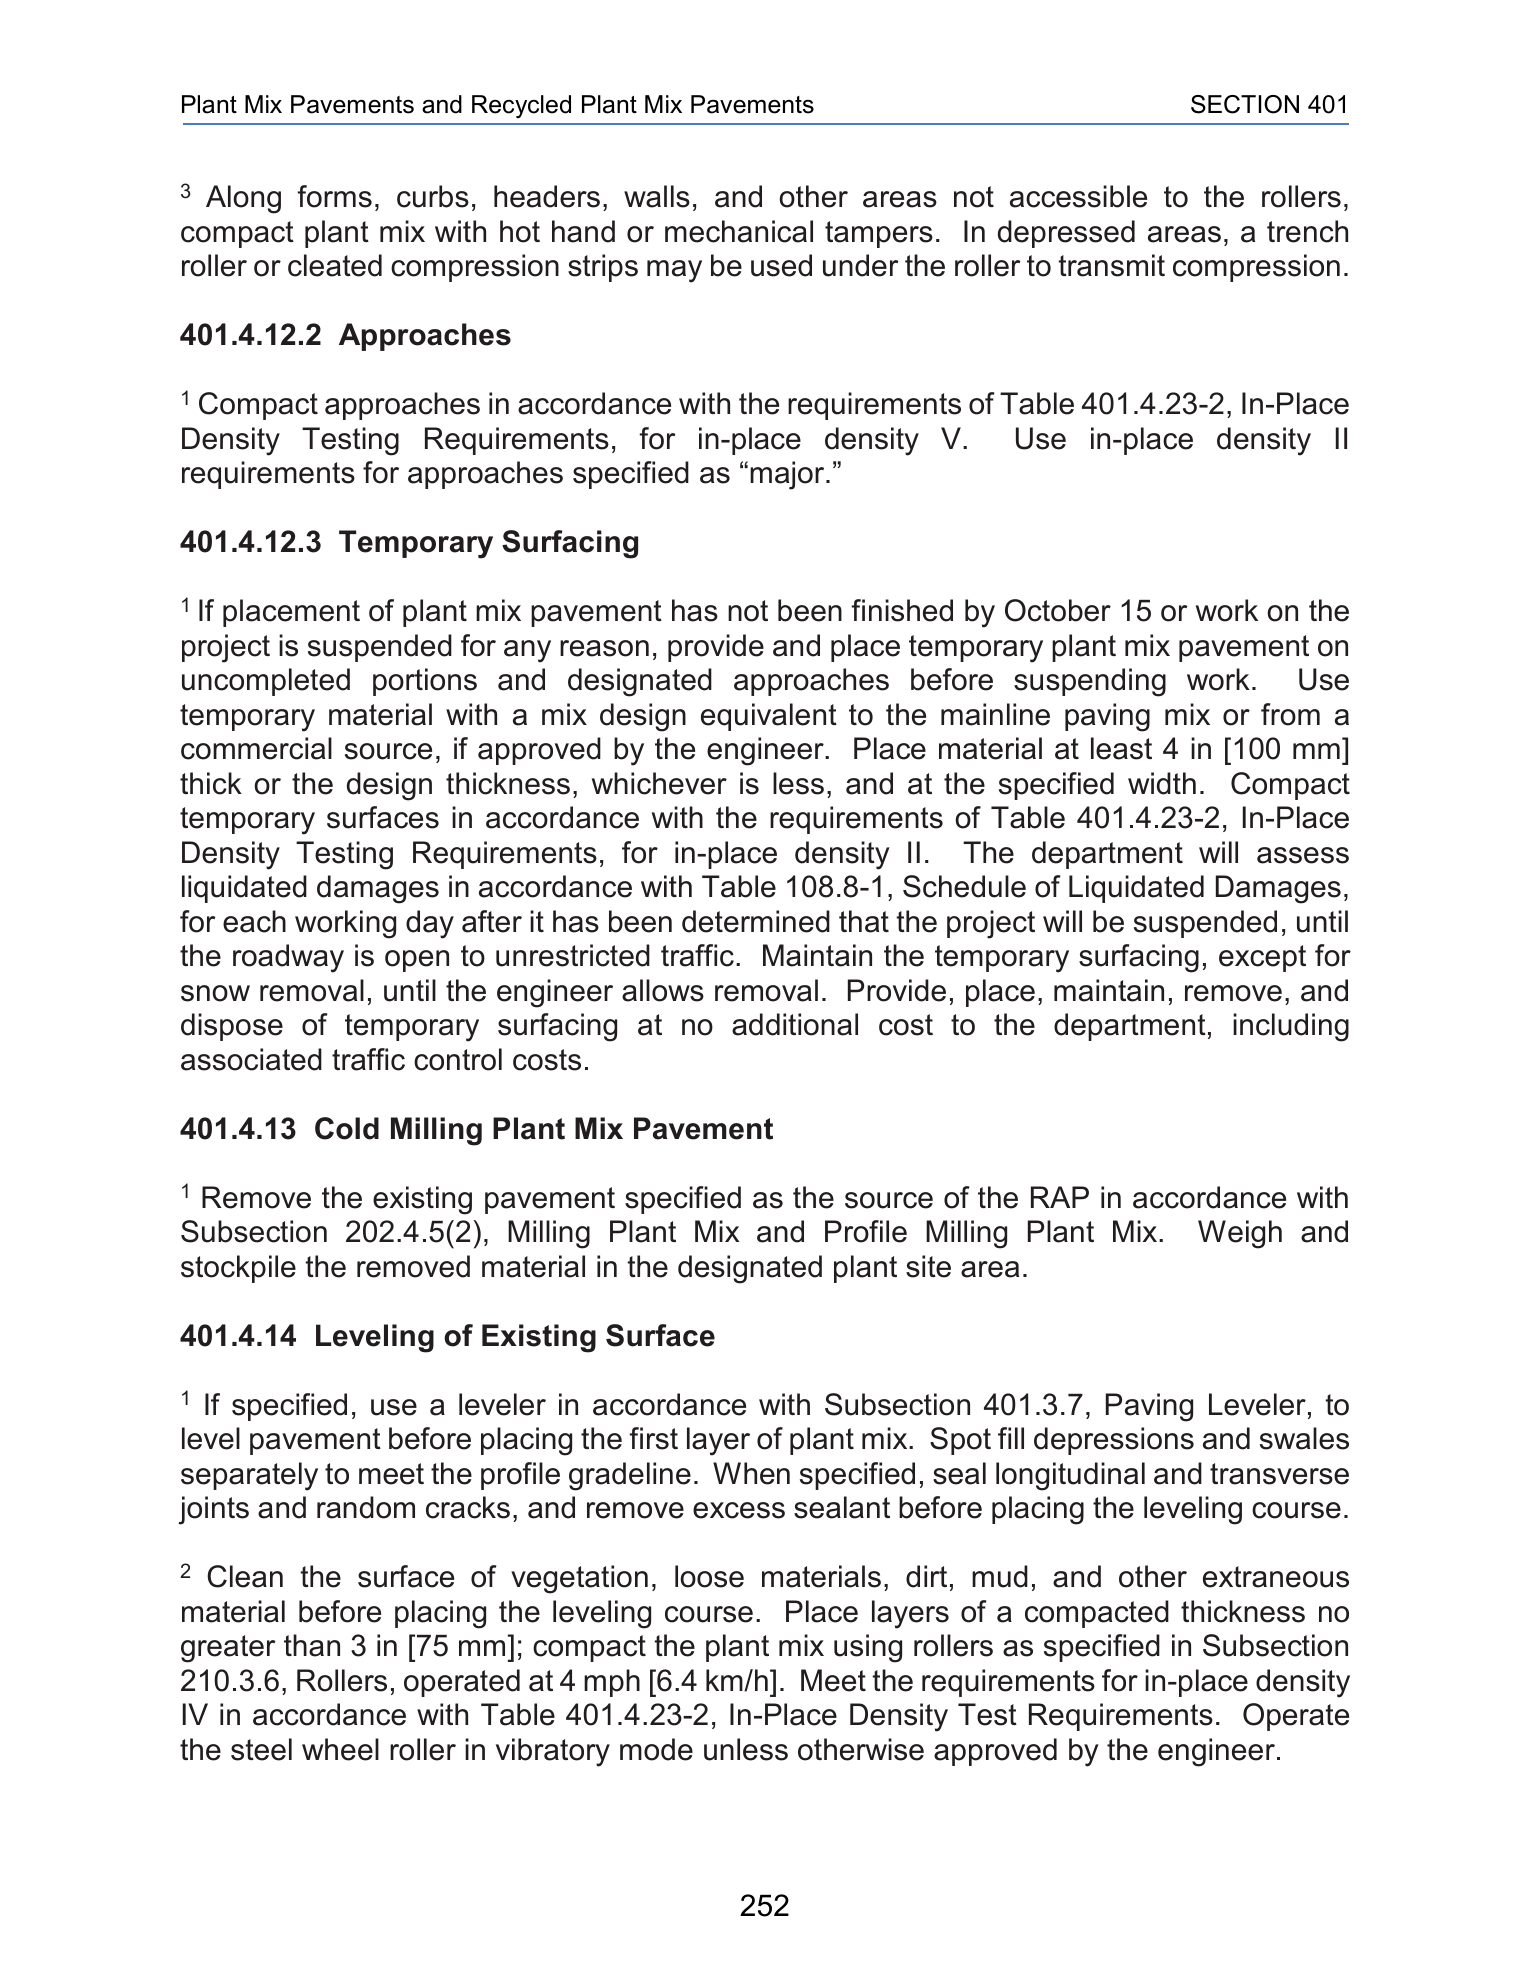 Plant Mix Pavements and Recycled Plant Mix Pavements SECTION 401
3 Along forms, curbs, headers, walls, and other areas not accessible to the rollers,
compact plant mix with hot hand or mechanical tampers. In depressed areas, a trench
roller or cleated compression strips may be used under the roller to transmit compression.
401.4.12.2 Approaches
1 Compact approaches in accordance with the requirements of Table 401.4.23-2, In-Place
Density Testing Requirements, for in-place density V. Use in-place density II
requirements for approaches specified as “major.”
401.4.12.3 Temporary Surfacing
1 If placement of plant mix pavement has not been finished by October 15 or work on the
project is suspended for any reason, provide and place temporary plant mix pavement on
uncompleted portions and designated approaches before suspending work. Use
temporary material with a mix design equivalent to the mainline paving mix or from a
commercial source, if approved by the engineer. Place material at least 4 in [100 mm]
thick or the design thickness, whichever is less, and at the specified width. Compact
temporary surfaces in accordance with the requirements of Table 401.4.23-2, In-Place
Density Testing Requirements, for in-place density II. The department will assess
liquidated damages in accordance with Table 108.8-1, Schedule of Liquidated Damages,
for each working day after it has been determined that the project will be suspended, until
the roadway is open to unrestricted traffic. Maintain the temporary surfacing, except for
snow removal, until the engineer allows removal. Provide, place, maintain, remove, and
dispose of temporary surfacing at no additional cost to the department, including
associated traffic control costs.
401.4.13 Cold Milling Plant Mix Pavement
1 Remove the existing pavement specified as the source of the RAP in accordance with
Subsection 202.4.5(2), Milling Plant Mix and Profile Milling Plant Mix. Weigh and
stockpile the removed material in the designated plant site area.
401.4.14 Leveling of Existing Surface
1 If specified, use a leveler in accordance with Subsection 401.3.7, Paving Leveler, to
level pavement before placing the first layer of plant mix. Spot fill depressions and swales
separately to meet the profile gradeline. When specified, seal longitudinal and transverse
joints and random cracks, and remove excess sealant before placing the leveling course.
2 Clean the surface of vegetation, loose materials, dirt, mud, and other extraneous
material before placing the leveling course. Place layers of a compacted thickness no
greater than 3 in [75 mm]; compact the plant mix using rollers as specified in Subsection
210.3.6, Rollers, operated at 4 mph [6.4 km/h]. Meet the requirements for in-place density
IV in accordance with Table 401.4.23-2, In-Place Density Test Requirements. Operate
the steel wheel roller in vibratory mode unless otherwise approved by the engineer.
252